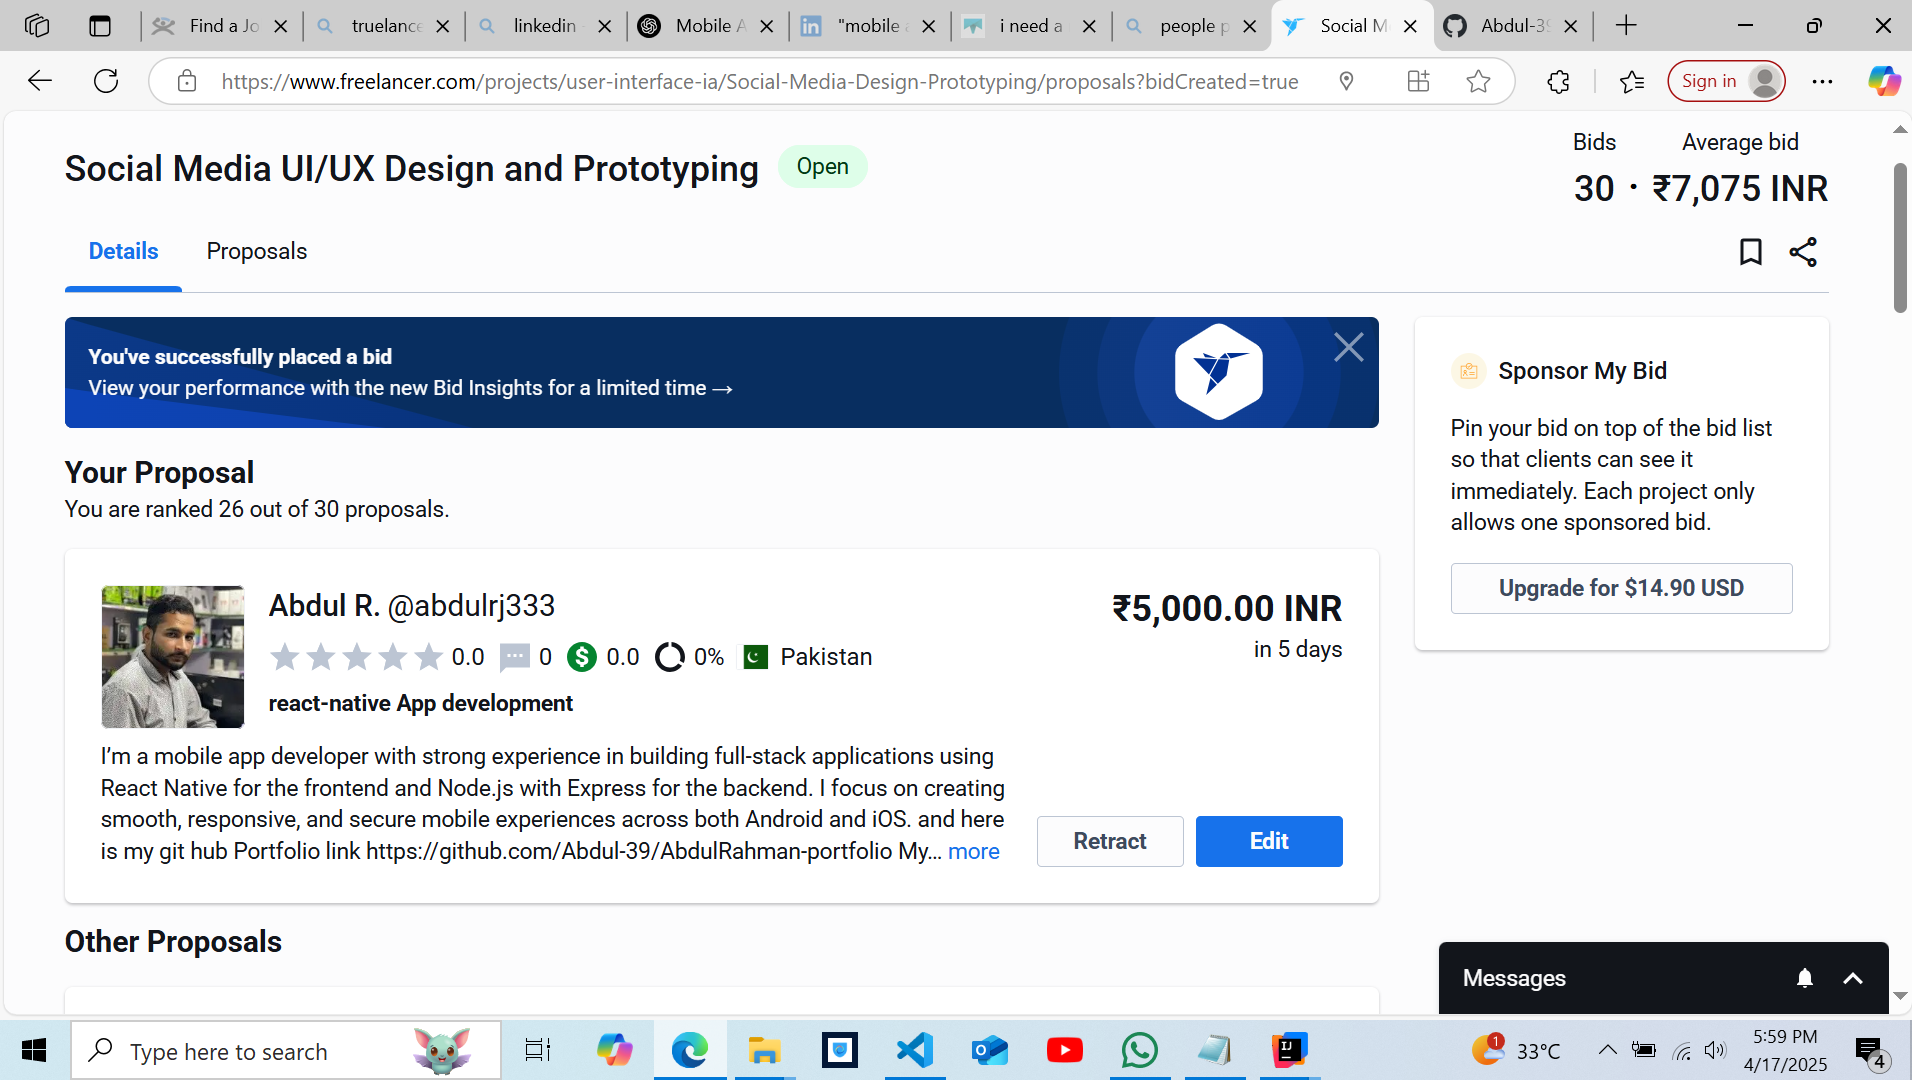 Find a Jo
truelance
linkedin
Mobile A
"mobile a
i need a
people p
Social M
Abdul-39
https://www.freelancer.com/projects/user-interface-ia/Social-Media-Design-Prototyping/proposals?bidCreated=true
Sign in
Social Media UI/UX Design and Prototyping
Open
Bids
Average bid
30 · ₹7,075 INR
Details
Proposals
You've successfully placed a bid
View your performance with the new Bid Insights for a limited time →
Sponsor My Bid
Pin your bid on top of the bid list
so that clients can see it
immediately. Each project only
allows one sponsored bid.
Upgrade for $14.90 USD
Your Proposal
You are ranked 26 out of 30 proposals.
Abdul R. @abdulrj333
₹5,000.00 INR
in 5 days
0.0 0 0.0 0% Pakistan
react-native App development
I’m a mobile app developer with strong experience in building full-stack applications using
React Native for the frontend and Node.js with Express for the backend. I focus on creating
smooth, responsive, and secure mobile experiences across both Android and iOS. and here
is my git hub Portfolio link https://github.com/Abdul-39/AbdulRahman-portfolio My... more
Retract
Edit
Other Proposals
Messages
Type here to search
IJ
1
33°C
5:59 PM
4/17/2025
4